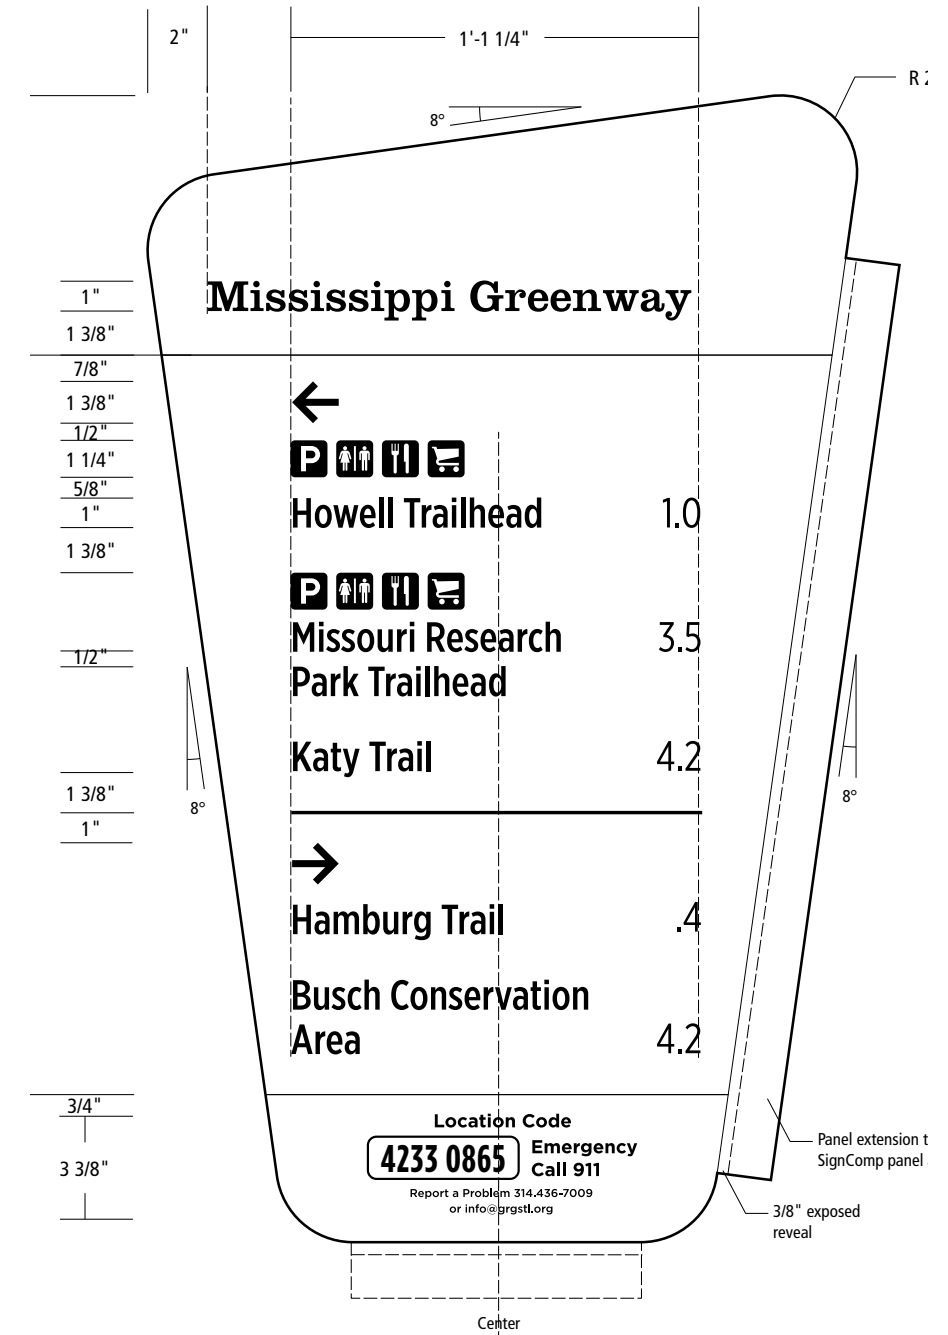 2"
1'-1 1/4"
R 2
8°
1"
Mississippi Greenway
1 3/8"
7/8"
1 3/8"
1/2"
1 1/4"
P
5/8"
1"
Howell Trailhead 1.0
1 3/8"
P
Missouri Research 3.5
1/2"
Park Trailhead
Katy Trail 4.2
1 3/8"
8°
8°
1"
Hamburg Trail .4
Busch Conservation
Area 4.2
3/4"
Location Code
4233 0865
Emergency
Call 911
3 3/8"
Report a Problem 314.436-7009
or info@grgstl.org
Panel extension t
SignComp panel
3/8" exposed
reveal
Center